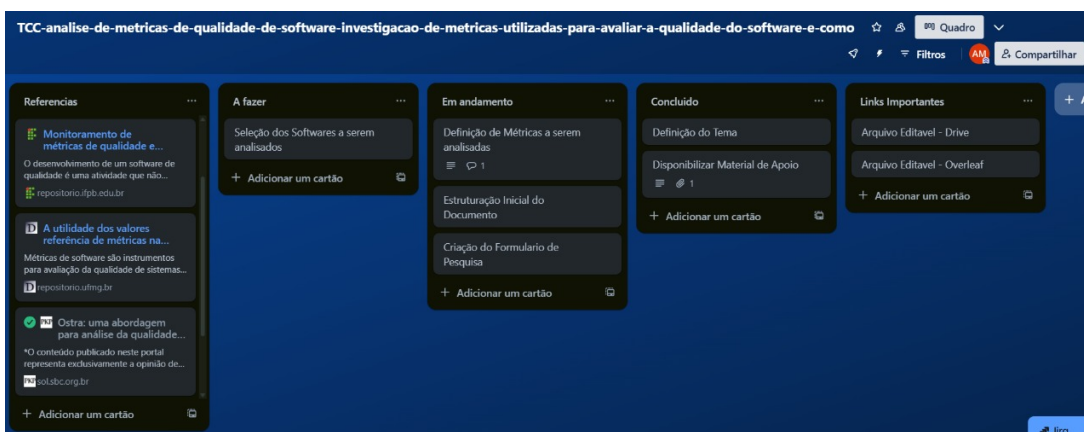 TCC-analise-de-metricas-de-qualidade-de-software-investigacao-de-metricas-utilizadas-para-avaliar-a-qualidade-do-software-e-como
Quadro
Filtros
AM
Compartilhar
Referencias
Monitoramento de
métricas de qualidade e...
O desenvolvimento de um software de
qualidade é uma atividade que não...
repositorio.ifpb.edu.br
A utilidade dos valores
referência de métricas na...
Métricas de software são instrumentos
para avaliação da qualidade de sistemas...
repositorio.ufmg.br
PKP Ostra: uma abordagem
para análise da qualidade...
*O conteúdo publicado neste portal
representa exclusivamente a opinião de...
PKP sol.sbc.org.br
+ Adicionar um cartão
A fazer
Seleção dos Softwares a serem
analisados
+ Adicionar um cartão
Em andamento
Definição de Métricas a serem
analisadas
1
Estruturação Inicial do
Documento
Criação do Formulario de
Pesquisa
+ Adicionar um cartão
Concluido
Definição do Tema
Disponibilizar Material de Apoio
1
+ Adicionar um cartão
Links Importantes
Arquivo Editavel - Drive
Arquivo Editavel - Overleaf
+ Adicionar um cartão